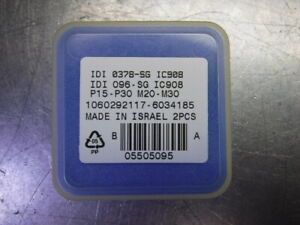 IDI 0378-SG IC908
IDI 096-SG IC908
P15-P30 M20-M30
1060292117-6034185
MADE IN ISRAEL 2PCS
B A
05
PP
05505095